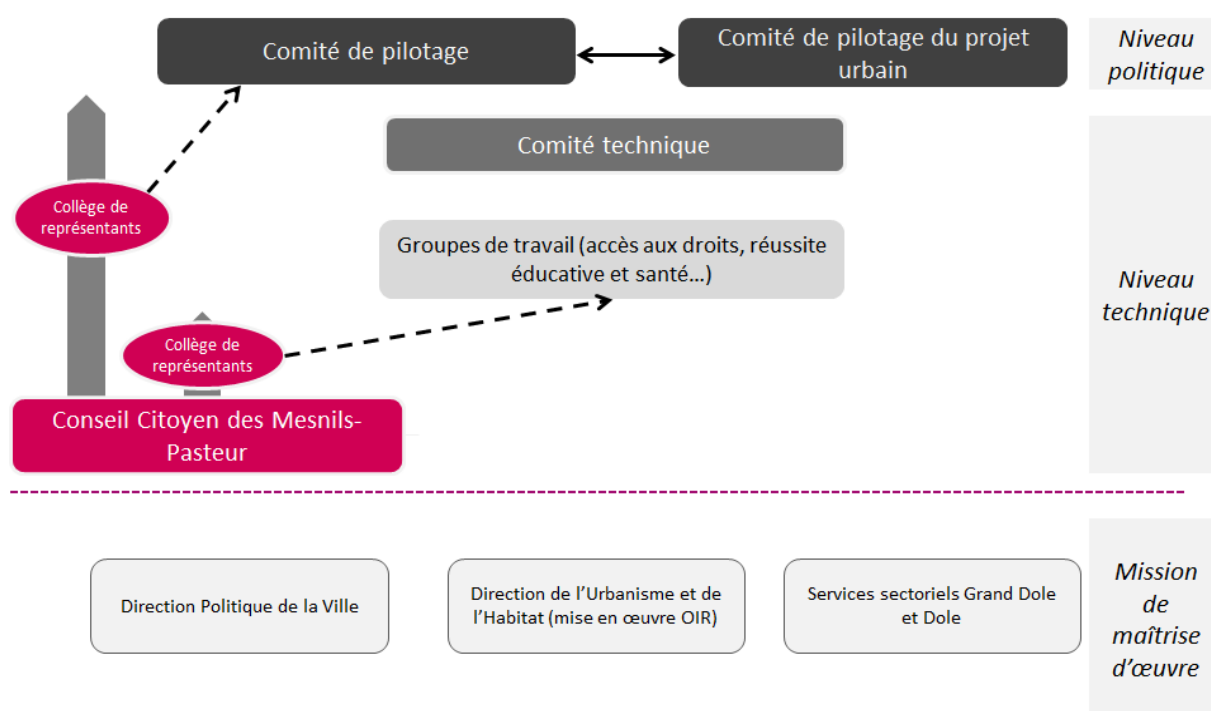 Comité de pilotage
Comité de pilotage du projet
urbain
Niveau
politique
Comité technique
Collège de
représentants
Groupes de travail (accès aux droits, réussite
éducative et santé…)
Niveau
technique
Collège de
représentants
Conseil Citoyen des Mesnils-
Pasteur
Direction Politique de la Ville
Direction de l’Urbanisme et de
l’Habitat (mise en œuvre OIR)
Services sectoriels Grand Dole
et Dole
Mission
de
maîtrise
d’œuvre